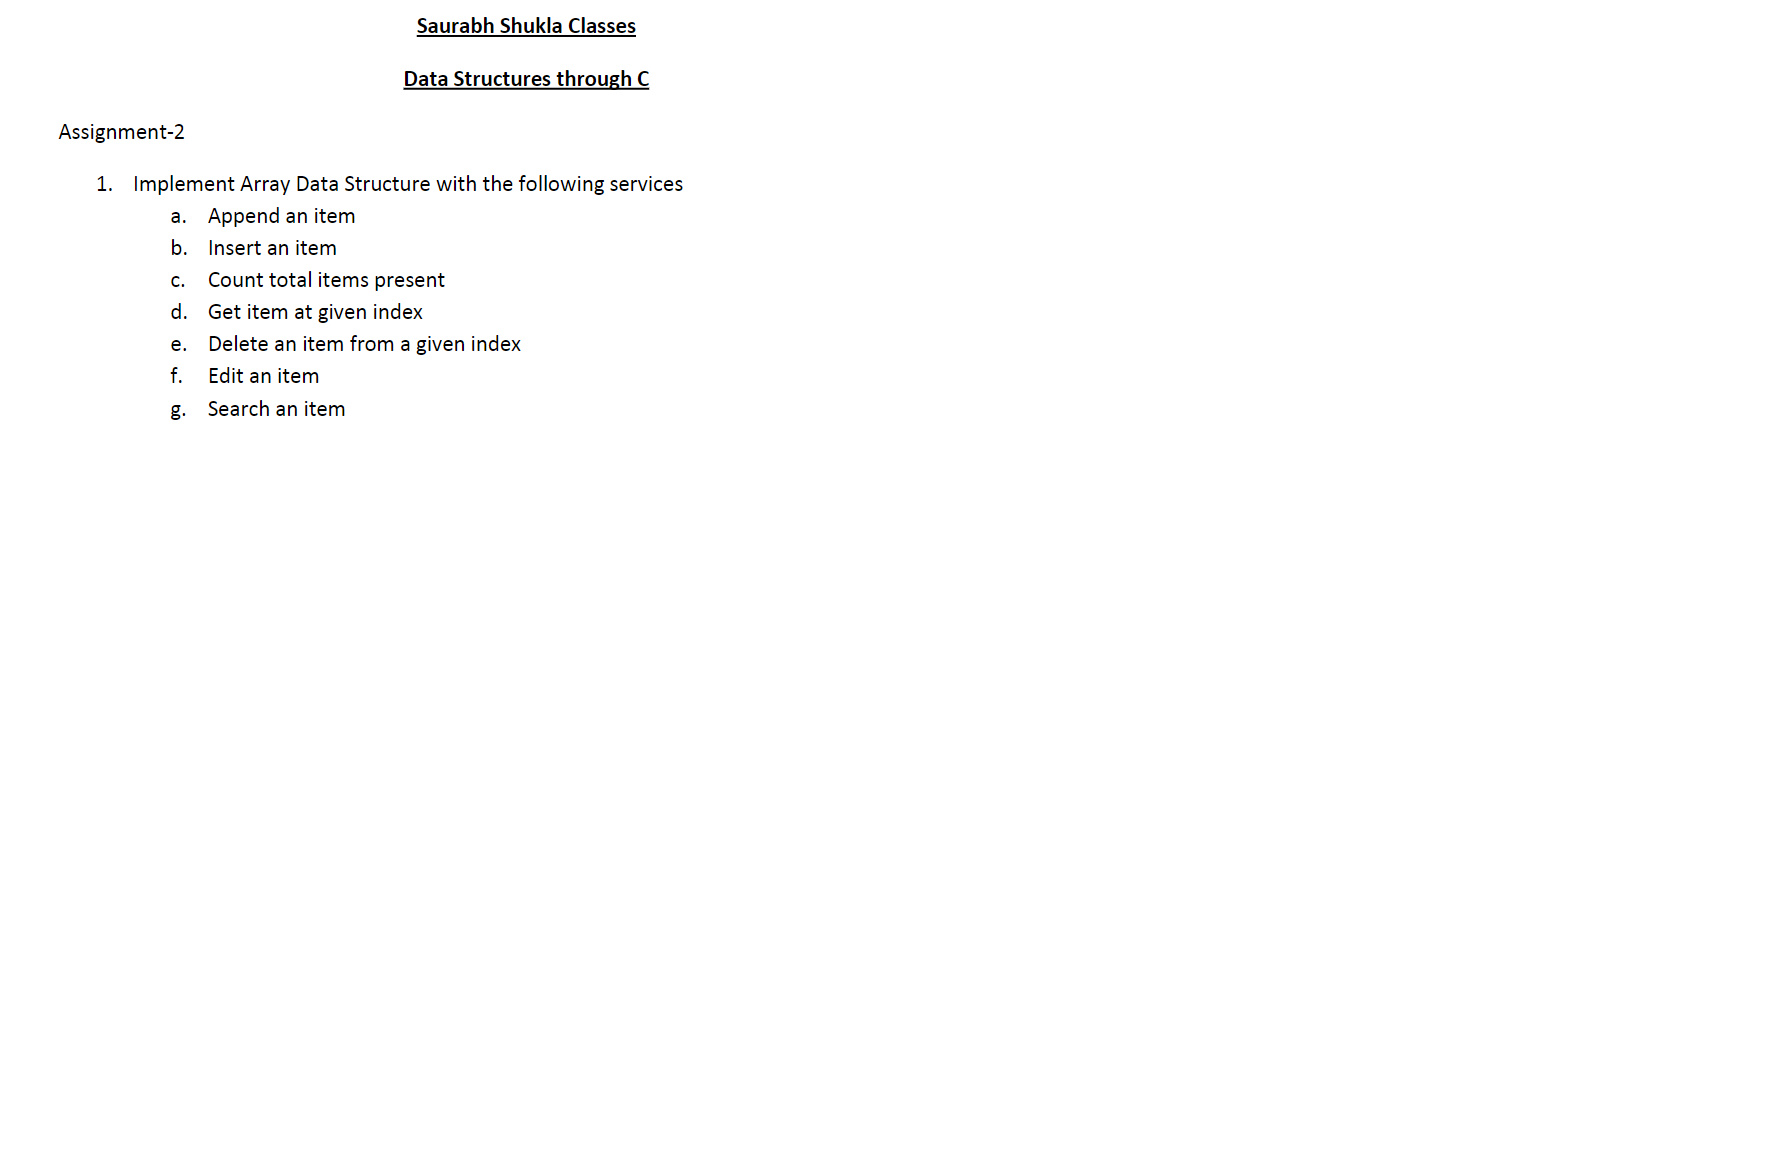 Saurabh Shukla Classes
Data Structures through C
Assignment-2
1. Implement Array Data Structure with the following services
a. Append an item
b. Insert an item
c. Count total items present
d. Get item at given index
e. Delete an item from a given index
f. Edit an item
g. Search an item